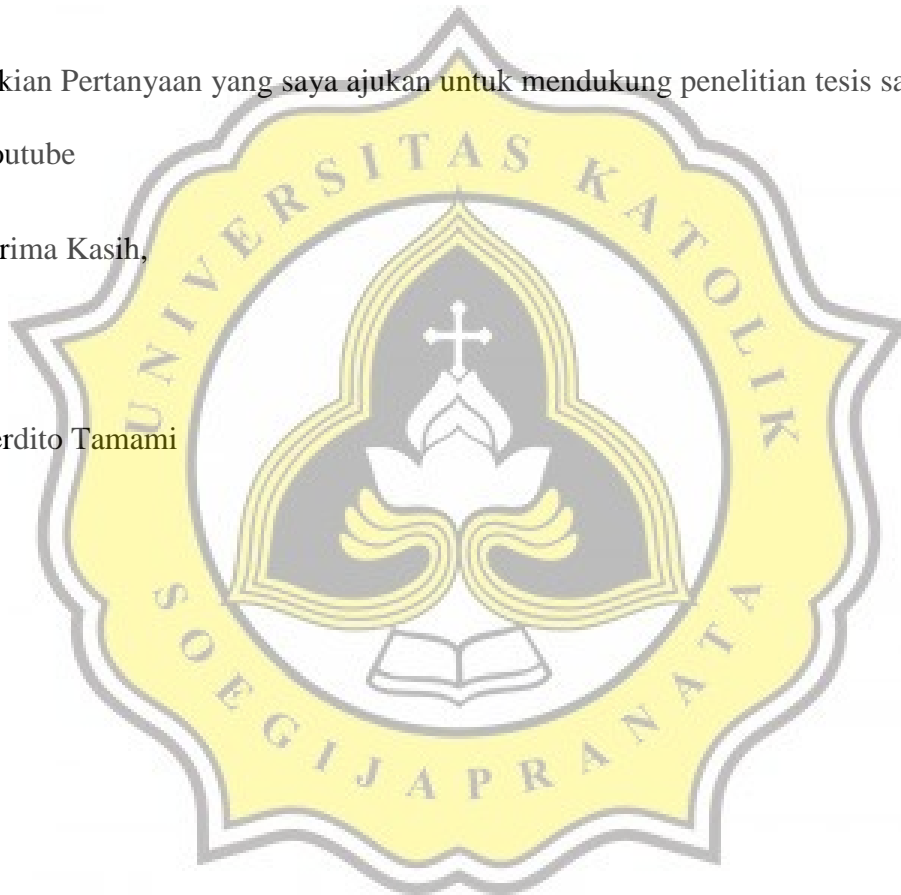 kian Pertanyaan yang saya ajukan untuk mendukung penelitian tesis sa
outube
rima Kasih,
erdito Tamami
UNIVERSITAS KATOLIK
SOEGIJAPRANATA